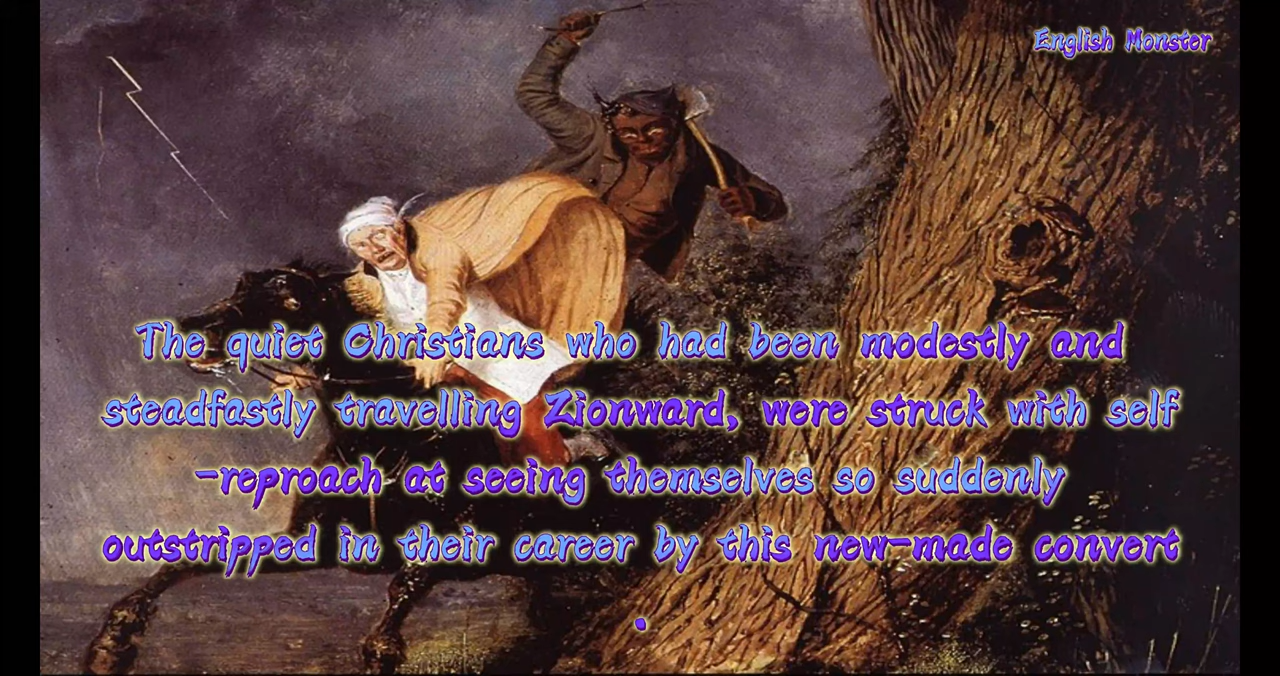 English Monster
The quiet Christians who had been modestly and
steadfastly travelling Zionward, were struck with self
-reproach at seeing themselves so suddenly
outstripped in their career by this new-made convert
.